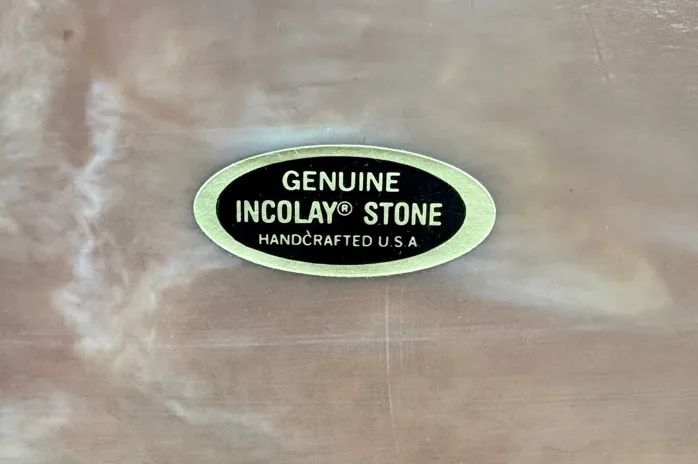 GENUINE
INCOLAY® STONE
HANDCRAFTED U.S.A